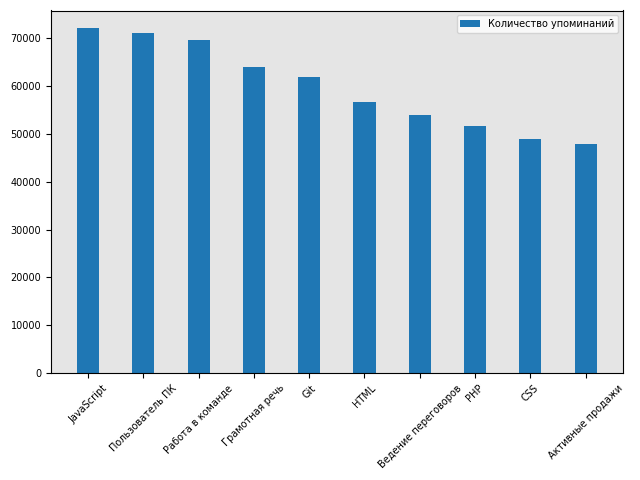 Количество упоминаний
70000
60000
50000
40000
30000
20000
10000
0
JavaScript
Пользователь ПК
Работа в команде
Грамотная речь
Git
HTML
Ведение переговоров
PHP
CSS
Активные продажи